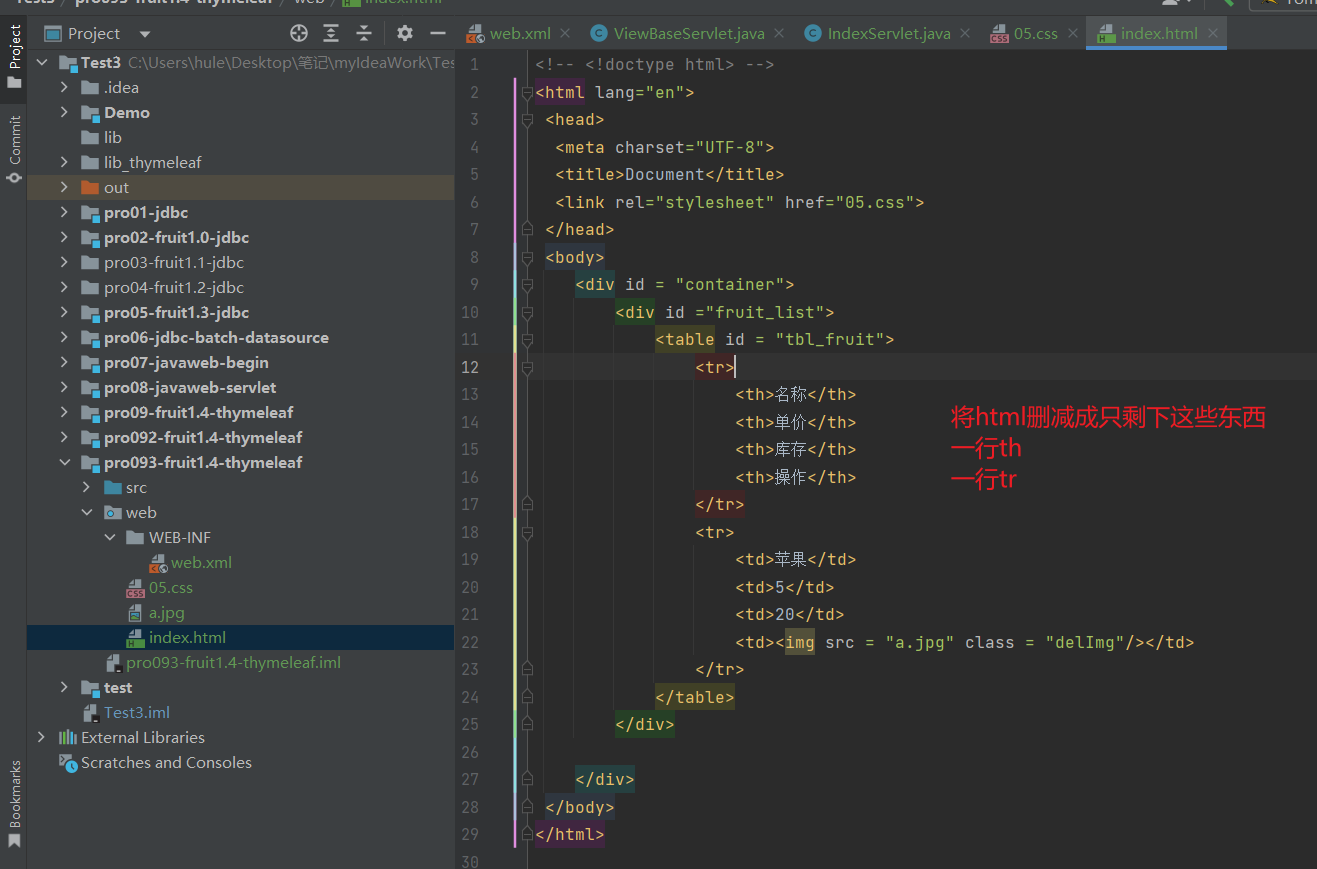 Test3 / pro093-fruit1.4-thymeleaf / web / index.html
Project
web.xml
ViewBaseServlet.java
IndexServlet.java
05.css
index.html
Project
Commit
Bookmarks
Test3 C:\Users\hule\Desktop\笔记\myIdeaWork\Tes
.idea
Demo
lib
lib_thymeleaf
out
pro01-jdbc
pro02-fruit1.0-jdbc
pro03-fruit1.1-jdbc
pro04-fruit1.2-jdbc
pro05-fruit1.3-jdbc
pro06-jdbc-batch-datasource
pro07-javaweb-begin
pro08-javaweb-servlet
pro09-fruit1.4-thymeleaf
pro092-fruit1.4-thymeleaf
pro093-fruit1.4-thymeleaf
src
web
WEB-INF
web.xml
05.css
a.jpg
index.html
pro093-fruit1.4-thymeleaf.iml
test
Test3.iml
External Libraries
Scratches and Consoles
1 <!-- <!doctype html> -->
2 <html lang="en">
3 <head>
4 <meta charset="UTF-8">
5 <title>Document</title>
6 <link rel="stylesheet" href="05.css">
7 </head>
8 <body>
9 <div id = "container">
10 <div id ="fruit_list">
11 <table id = "tbl_fruit">
12 <tr>
13 <th>名称</th>
14 <th>单价</th>
15 <th>库存</th>
16 <th>操作</th>
17 </tr>
18 <tr>
19 <td>苹果</td>
20 <td>5</td>
21 <td>20</td>
22 <td><img src = "a.jpg" class = "delImg"/></td>
23 </tr>
24 </table>
25 </div>
26
27 </div>
28 </body>
29 </html>
30
将html删减成只剩下这些东西
一行th
一行tr